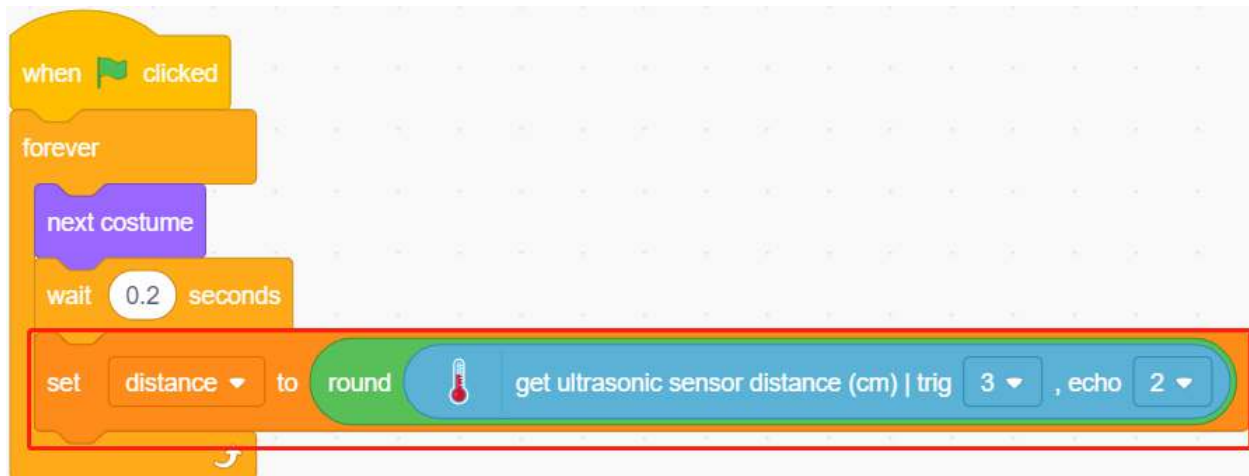 when clicked
forever
next costume
wait 0.2 seconds
set distance to round get ultrasonic sensor distance (cm) | trig 3 , echo 2